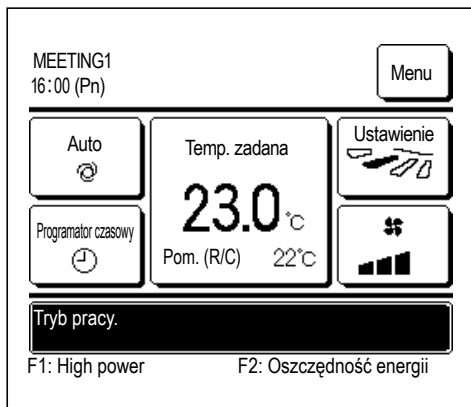 MEETING1
16:00 (Pn)
Menu
Auto
Temp. zadana
Ustawienie
23.0 °C
Programator czasowy
Pom. (R/C) 22°C
Tryb pracy.
F1: High power F2: Oszczędność energii